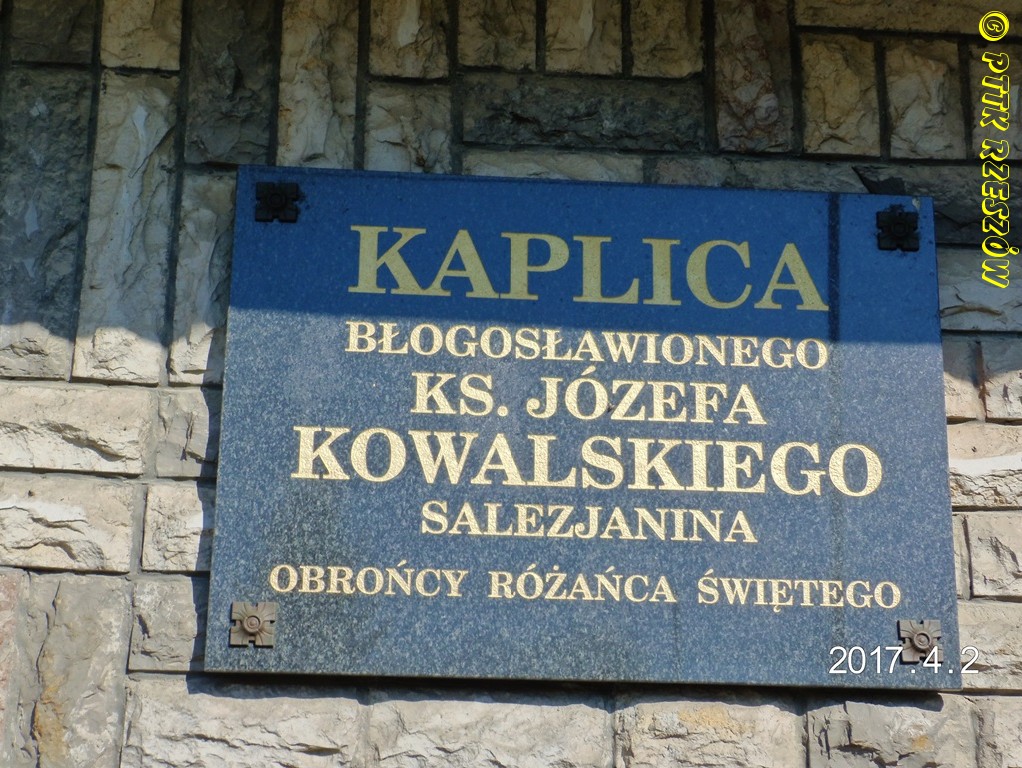 KAPLICA
BŁOGOSŁAWIONEGO
KS. JÓZEFA
KOWALSKIEGO
SALEZJANINA
OBROŃCY RÓŻAŃCA ŚWIĘTEGO
2017.4.2
© PTTK RZESZÓW